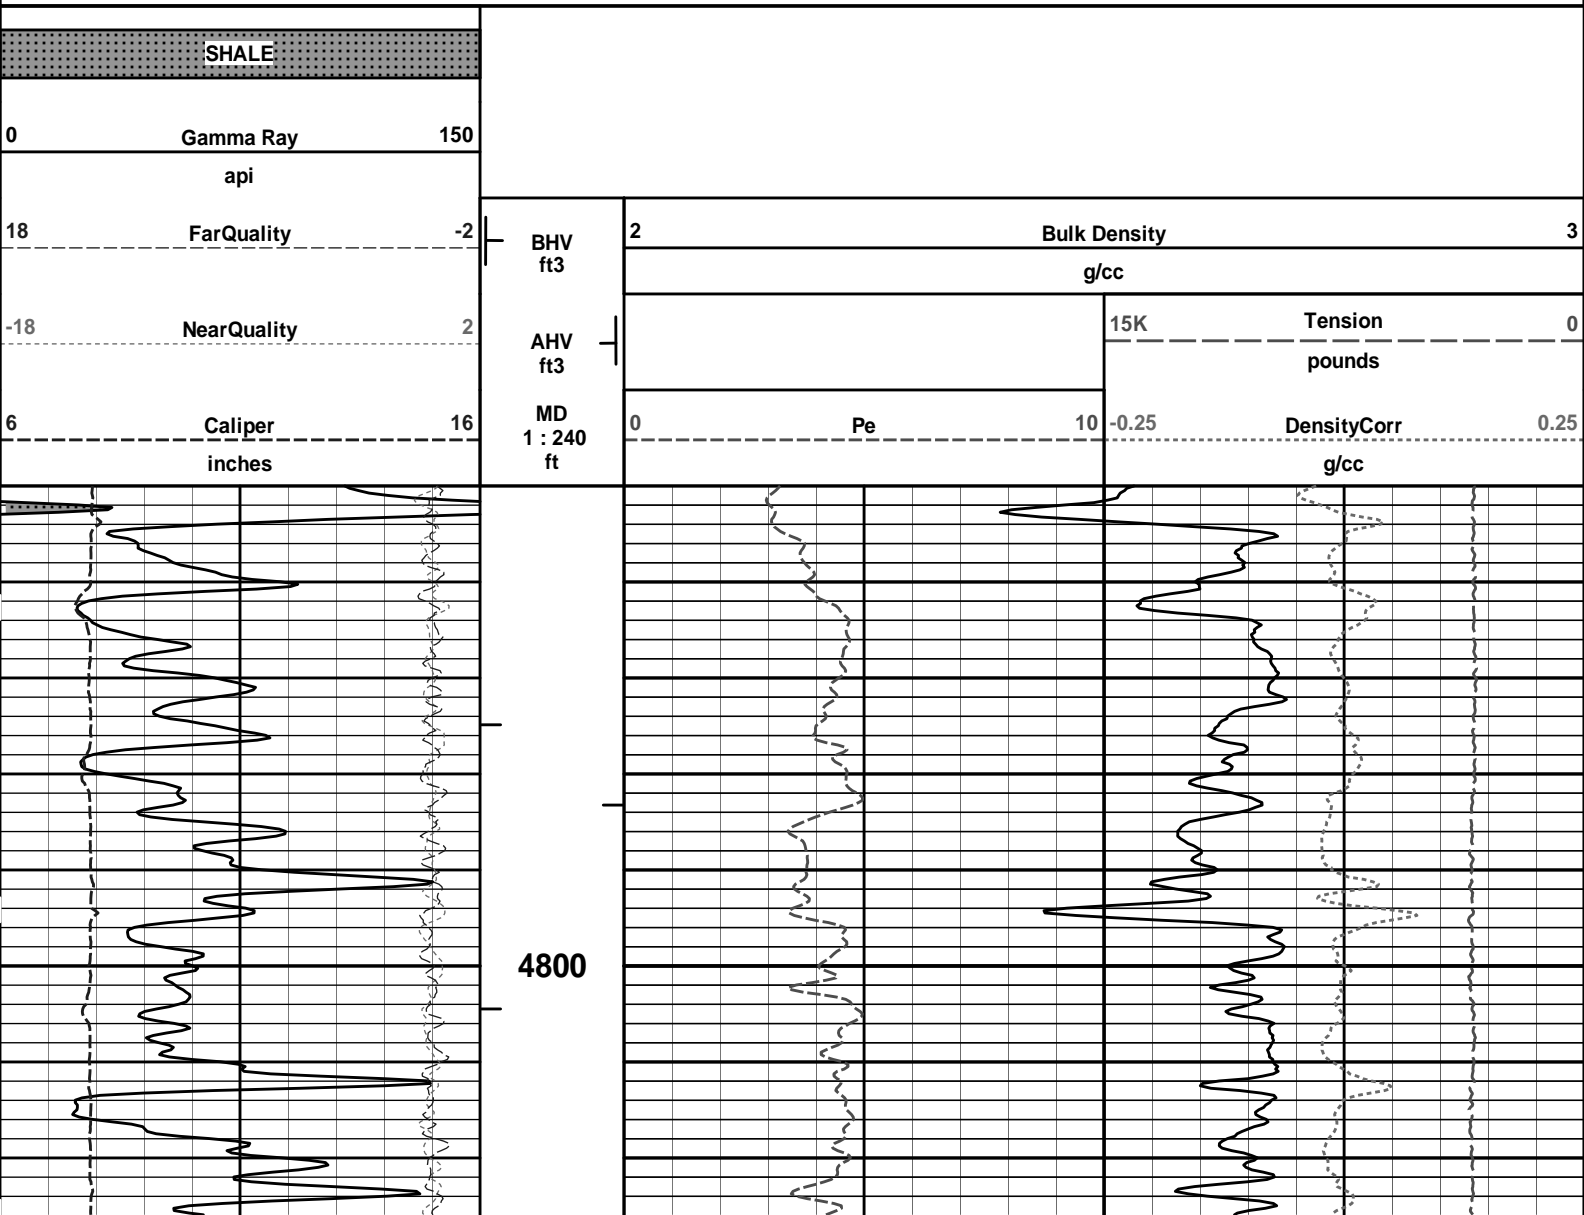 SHALE
0 Gamma Ray 150
api
18 FarQuality -2
-18 NearQuality 2
6 Caliper 16
inches
BHV
ft3
AHV
ft3
MD
1 : 240
ft
2 Bulk Density 3
g/cc
15K Tension 0
pounds
0 Pe 10
-0.25 DensityCorr 0.25
g/cc
4800